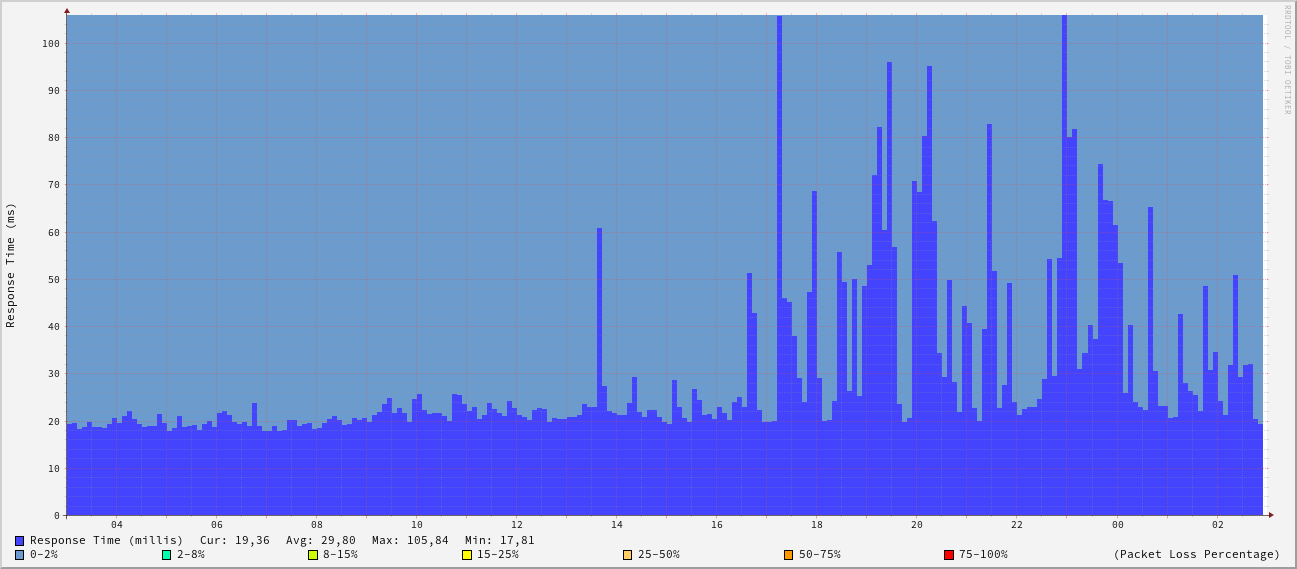 RRDTOOL / TOBI OETIKER
Response Time (ms)
100
90
80
70
60
50
40
30
20
10
0
04 06 08 10 12 14 16 18 20 22 00 02
Response Time (millis) Cur: 19,36 Avg: 29,80 Max: 105,84 Min: 17,81
0-2% 2-8% 8-15% 15-25% 25-50% 50-75% 75-100% (Packet Loss Percentage)